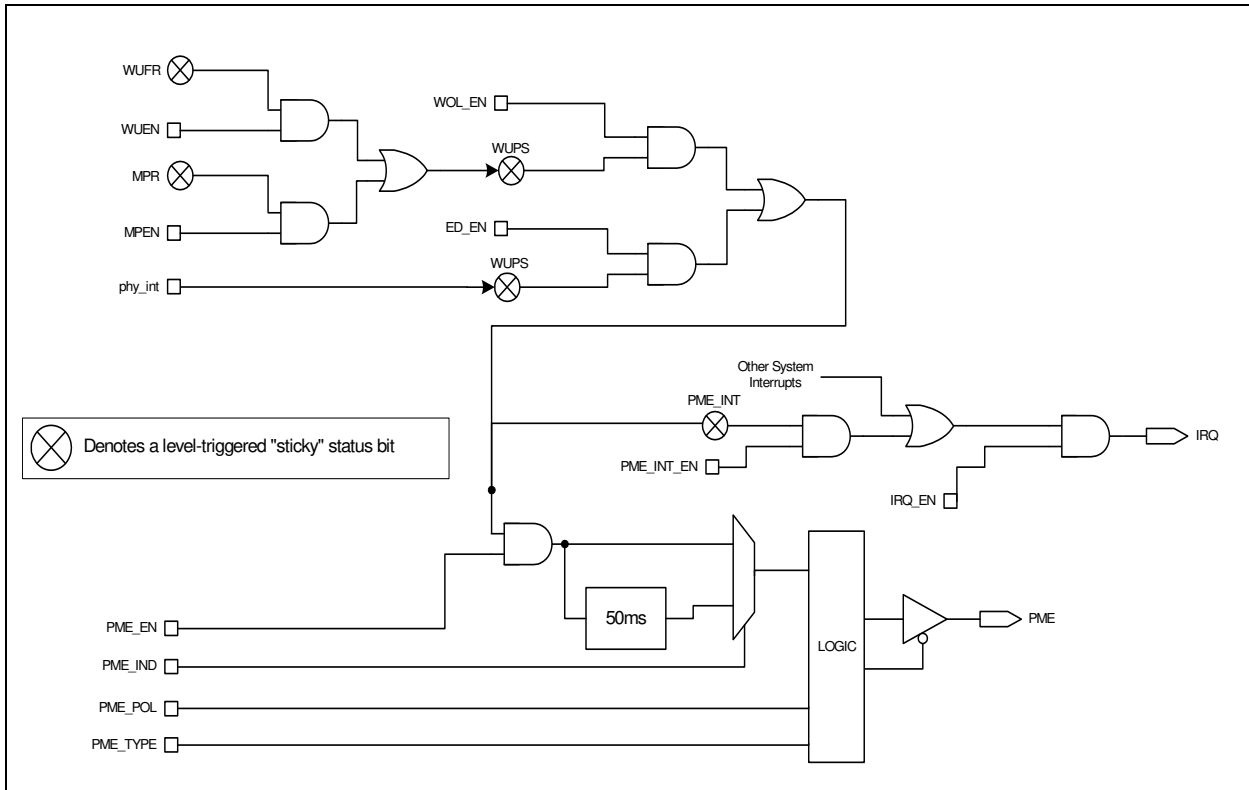 WUFR
WUEN
MPR
MPEN
phy_int
WOL_EN
WUPS
ED_EN
WUPS
Other System
Interrupts
PME_INT
PME_INT_EN
IRQ
IRQ_EN
Denotes a level-triggered "sticky" status bit
50ms
LOGIC
PME
PME_EN
PME_IND
PME_POL
PME_TYPE